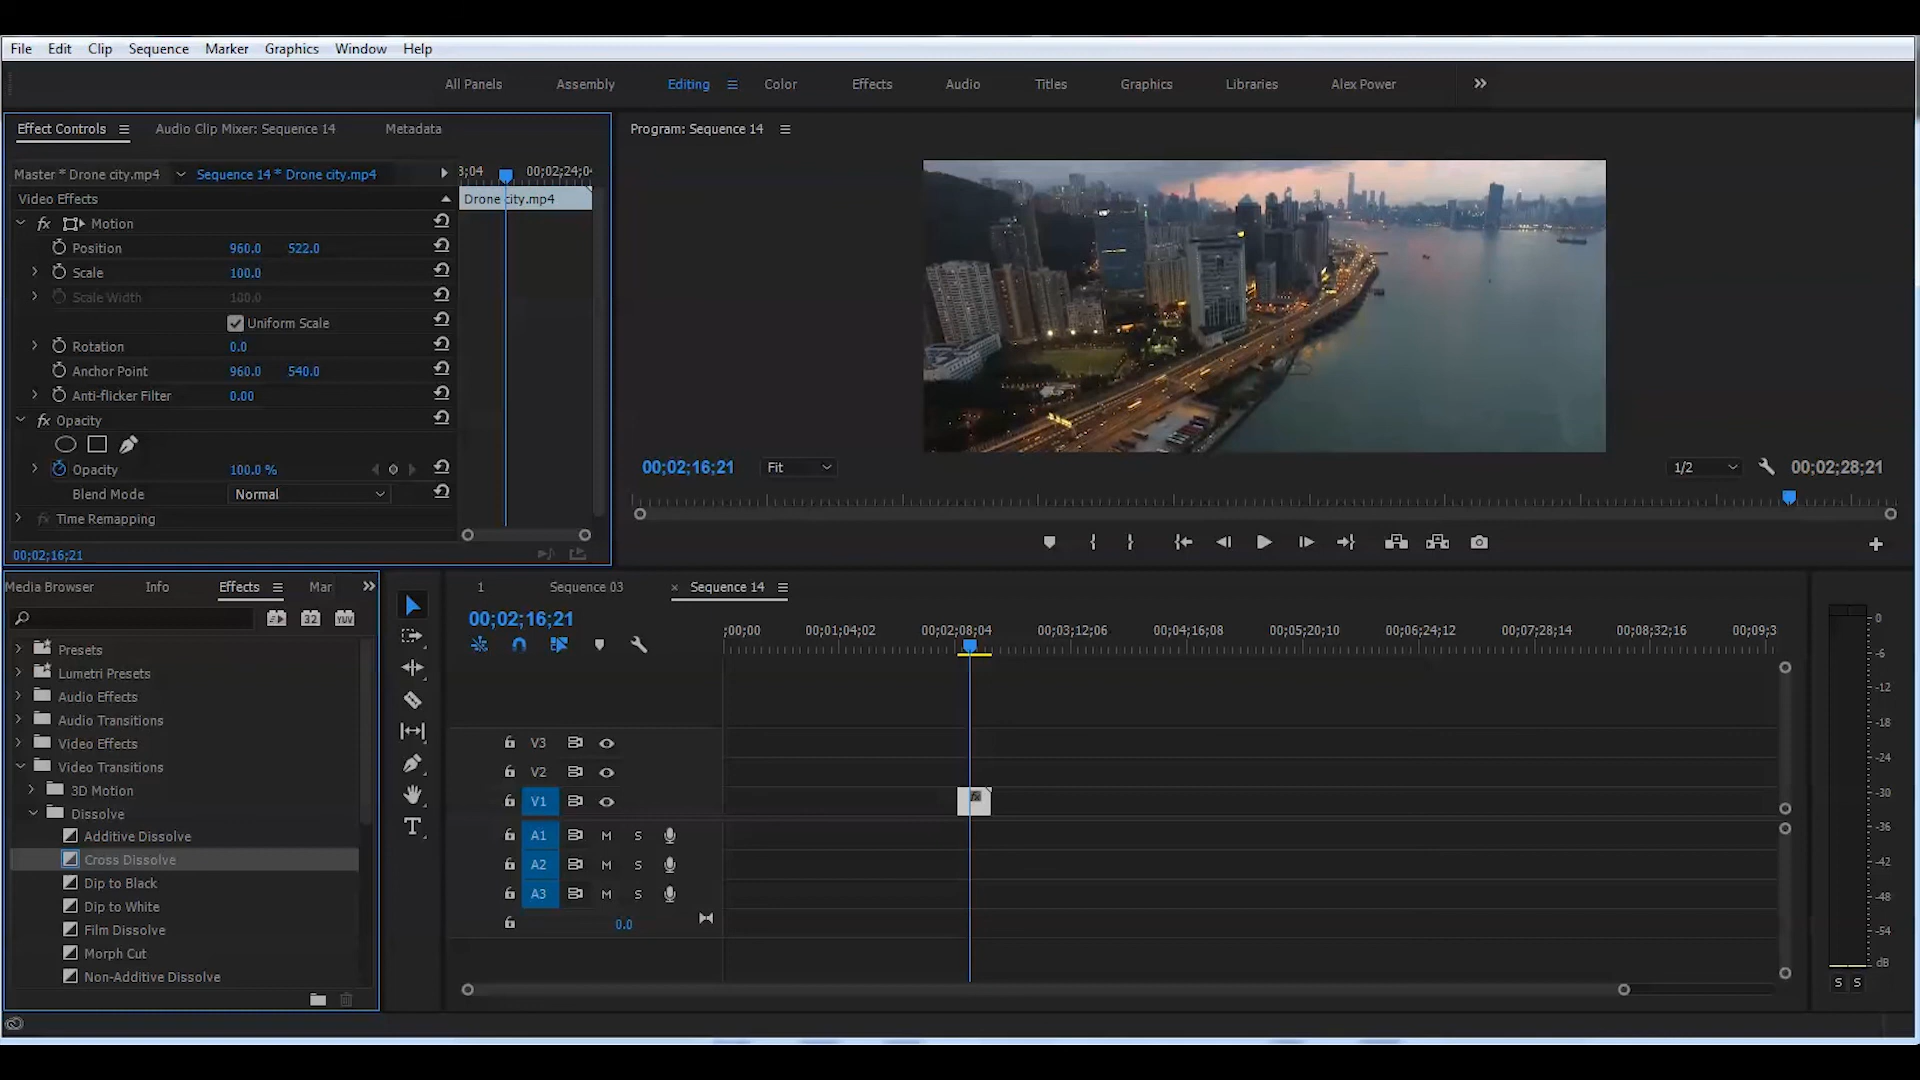 File Edit Clip Sequence Marker Graphics Window Help
All Panels Assembly Editing Color Effects Audio Titles Graphics Libraries Alex Power
Effect Controls Audio Clip Mixer: Sequence 14 Metadata
Program: Sequence 14
Master * Drone city.mp4 Sequence 14 * Drone city.mp4
3;04 00;02;24;04
Video Effects
Drone city.mp4
fx Motion
Position 960.0 522.0
Scale 100.0
Scale Width 100.0
Uniform Scale
Rotation 0.0
Anchor Point 960.0 540.0
Anti-flicker Filter 0.00
fx Opacity
Opacity 100.0 %
Blend Mode Normal
fx Time Remapping
00;02;16;21
00;02;16;21 Fit 1/2 00;02;28;21
Media Browser Info Effects Mar
32 YUV
Presets
Lumetri Presets
Audio Effects
Audio Transitions
Video Effects
Video Transitions
3D Motion
Dissolve
Additive Dissolve
Cross Dissolve
Dip to Black
Dip to White
Film Dissolve
Morph Cut
Non-Additive Dissolve
T
1 Sequence 03 × Sequence 14
00;02;16;21
;00;00 00;01;04;02 00;02;08;04 00;03;12;06 00;04;16;08 00;05;20;10 00;06;24;12 00;07;28;14 00;08;32;16 00;09;3
V3
V2
V1 fx
A1 M S
A2 M S
A3 M S
0.0
0
-6
-12
-18
-24
-30
-36
-42
-48
-54
dB
S S